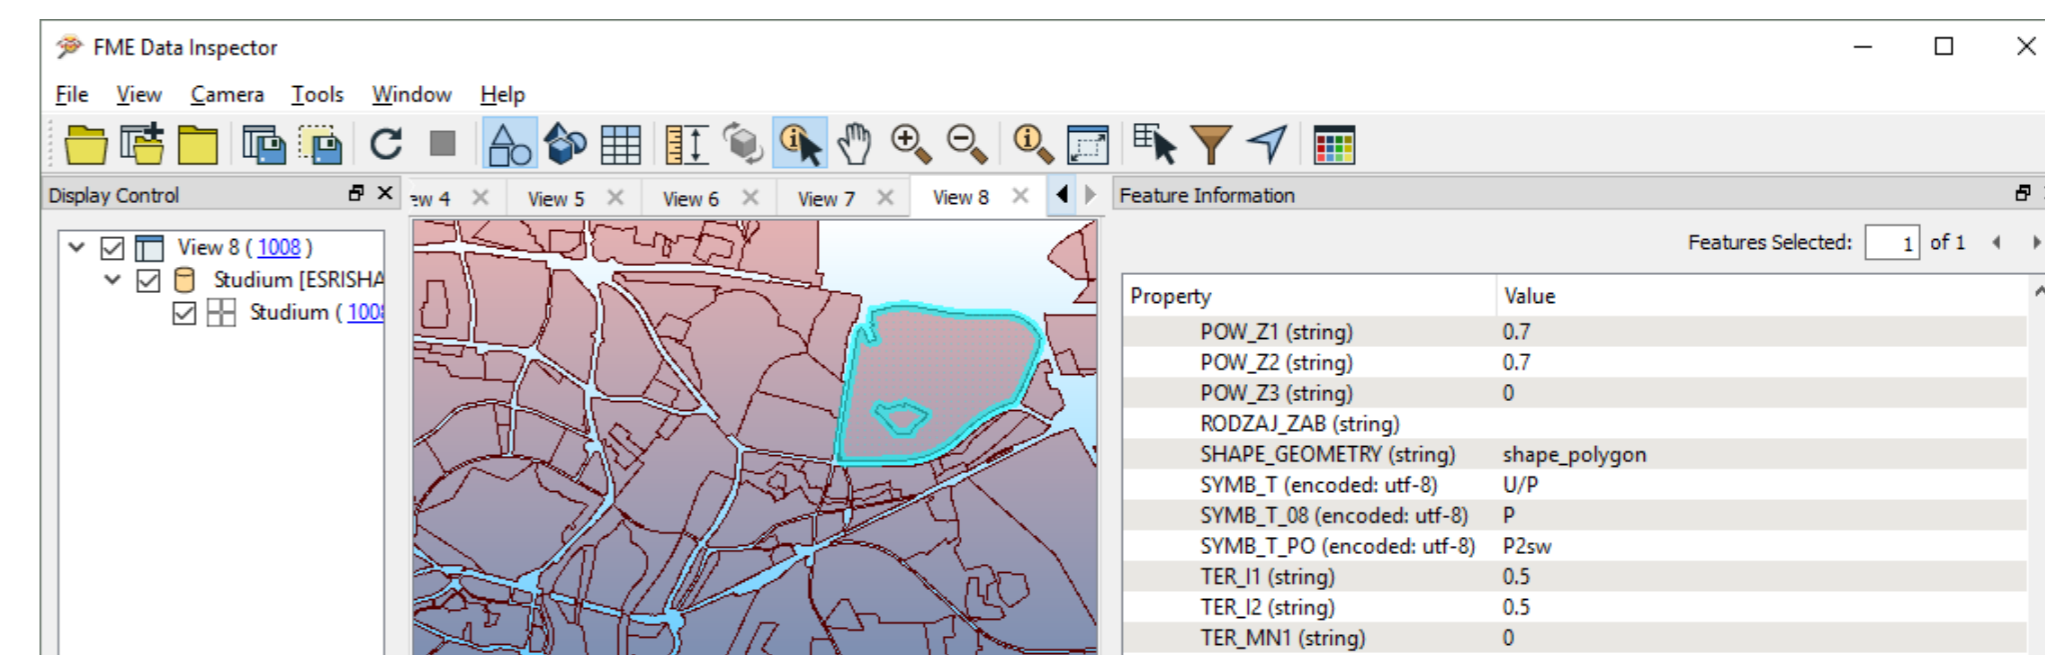 FME Data Inspector
File View Camera Tools Window Help
Display Control
View 8 ( 1008 )
Studium [ESRISHA
Studium ( 100
ew 4 View 5 View 6 View 7 View 8
Feature Information
Features Selected: 1 of 1
Property Value
POW_Z1 (string) 0.7
POW_Z2 (string) 0.7
POW_Z3 (string) 0
RODZAJ_ZAB (string)
SHAPE_GEOMETRY (string) shape_polygon
SYMB_T (encoded: utf-8) U/P
SYMB_T_08 (encoded: utf-8) P
SYMB_T_PO (encoded: utf-8) P2sw
TER_I1 (string) 0.5
TER_I2 (string) 0.5
TER_MN1 (string) 0